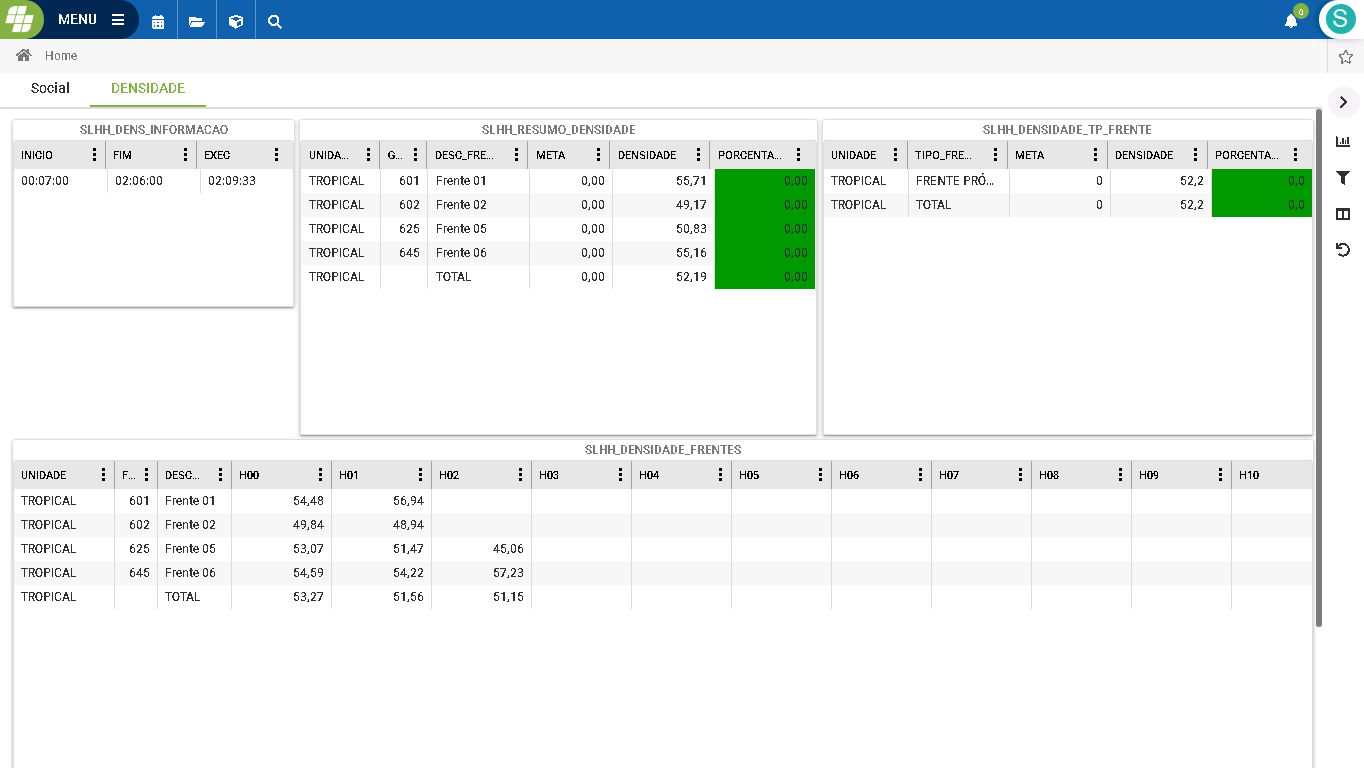 MENU
0
S
Home
Social DENSIDADE
SLHH_DENS_INFORMACAO
INICIO FIM EXEC
00:07:00 02:06:00 02:09:33
SLHH_RESUMO_DENSIDADE
UNIDA... G... DESC_FRE... META DENSIDADE PORCENTA...
TROPICAL 601 Frente 01 0,00 55,71 0,00
TROPICAL 602 Frente 02 0,00 49,17 0,00
TROPICAL 625 Frente 05 0,00 50,83 0,00
TROPICAL 645 Frente 06 0,00 55,16 0,00
TROPICAL TOTAL 0,00 52,19 0,00
SLHH_DENSIDADE_TP_FRENTE
UNIDADE TIPO_FRE... META DENSIDADE PORCENTA...
TROPICAL FRENTE PRÓ... 0 52,2 0,0
TROPICAL TOTAL 0 52,2 0,0
SLHH_DENSIDADE_FRENTES
UNIDADE F... DESC... H00 H01 H02 H03 H04 H05 H06 H07 H08 H09 H10
TROPICAL 601 Frente 01 54,48 56,94
TROPICAL 602 Frente 02 49,84 48,94
TROPICAL 625 Frente 05 53,07 51,47 45,06
TROPICAL 645 Frente 06 54,59 54,22 57,23
TROPICAL TOTAL 53,27 51,56 51,15